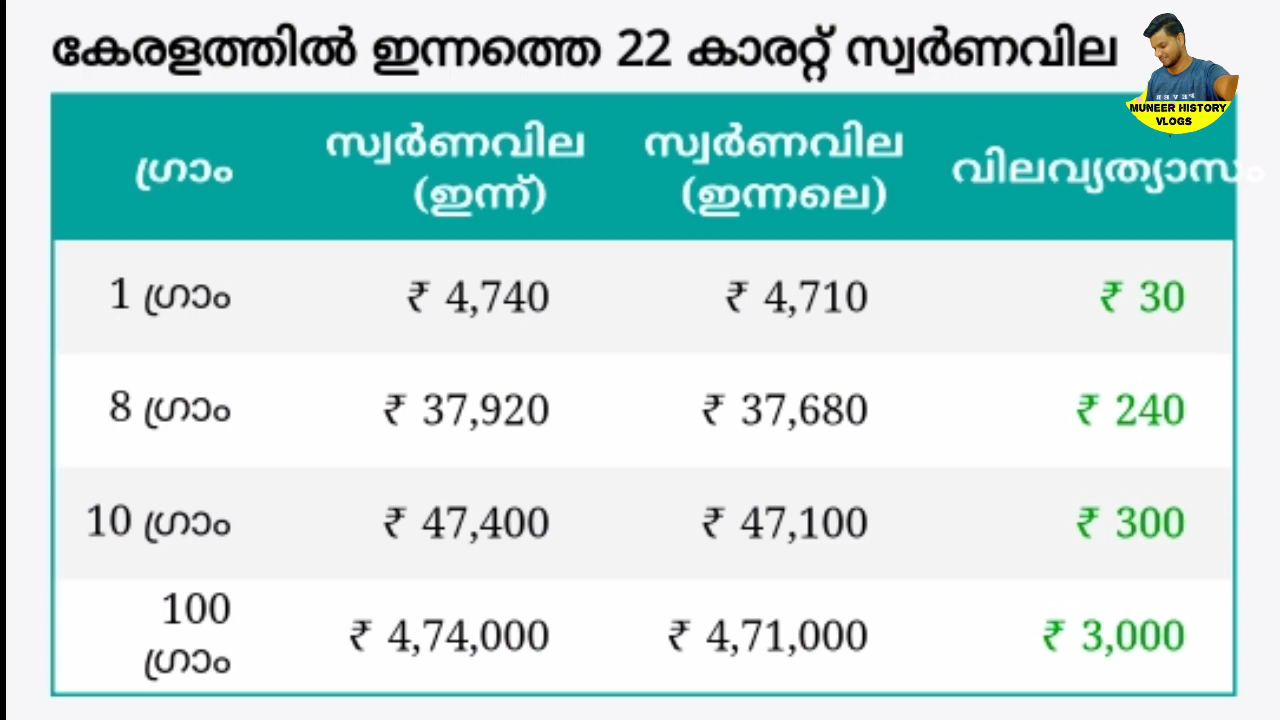 കേരളത്തിൽ ഇന്നത്തെ 22 കാരറ്റ് സ്വർണവില
MUNEER HISTORY
VLOGS
ഗ്രാം സ്വർണവില (ഇന്ന്) സ്വർണവില (ഇന്നലെ) വിലവ്യത്യാസം
1 ഗ്രാം ₹ 4,740 ₹ 4,710 ₹ 30
8 ഗ്രാം ₹ 37,920 ₹ 37,680 ₹ 240
10 ഗ്രാം ₹ 47,400 ₹ 47,100 ₹ 300
100 ഗ്രാം ₹ 4,74,000 ₹ 4,71,000 ₹ 3,000